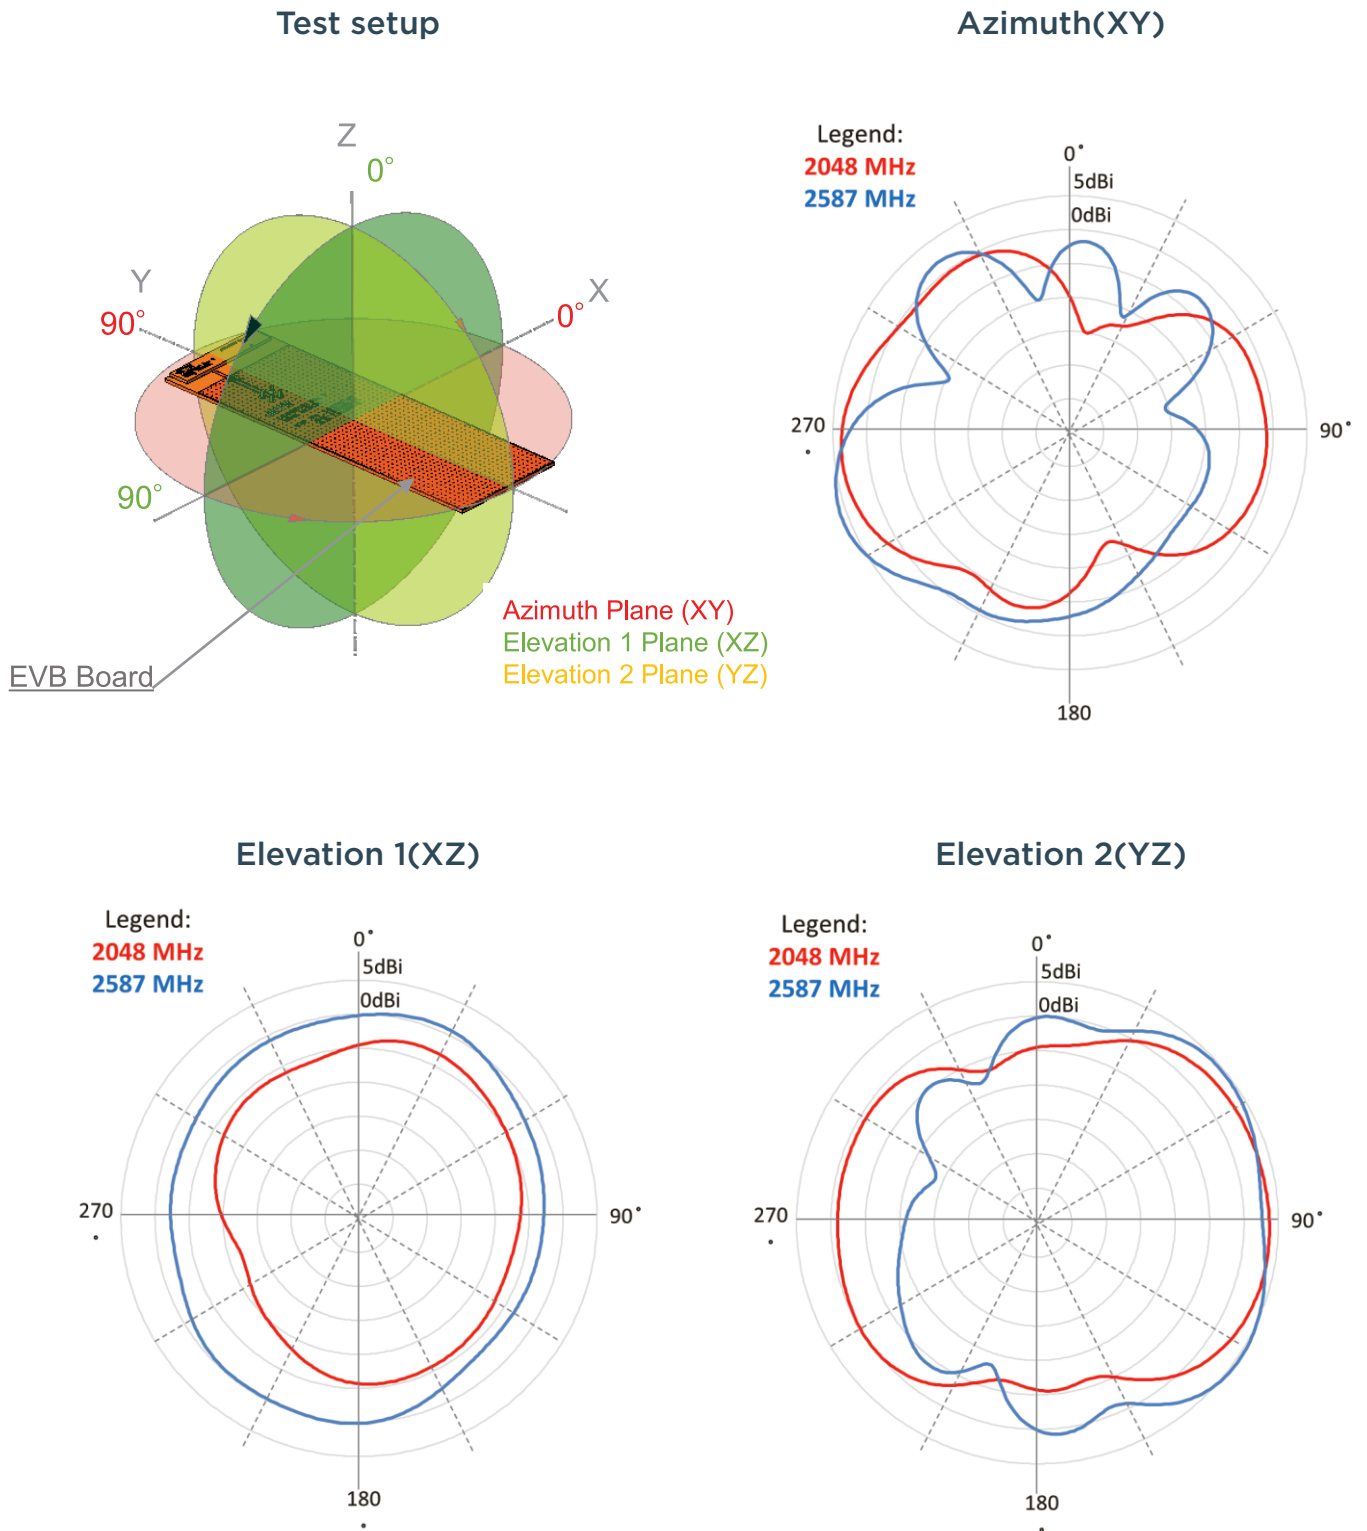 Test setup
Z
0°
Y
90°
X
0°
90°
EVB Board
Azimuth Plane (XY)
Elevation 1 Plane (XZ)
Elevation 2 Plane (YZ)
Azimuth(XY)
Legend:
2048 MHz
2587 MHz
0°
5dBi
0dBi
270
°
90°
180
Elevation 1(XZ)
Legend:
2048 MHz
2587 MHz
0°
5dBi
0dBi
270
°
90°
180
°
Elevation 2(YZ)
Legend:
2048 MHz
2587 MHz
0°
5dBi
0dBi
270
°
90°
180
°